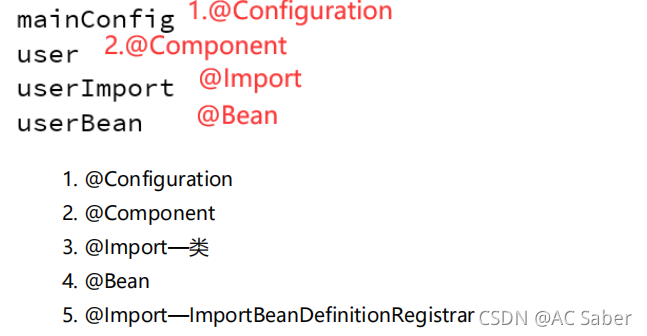 mainConfig 1.@Configuration
user 2.@Component
userImport @Import
userBean @Bean
1. @Configuration
2. @Component
3. @Import—类
4. @Bean
5. @Import—ImportBeanDefinitionRegistrar CSDN @AC Saber